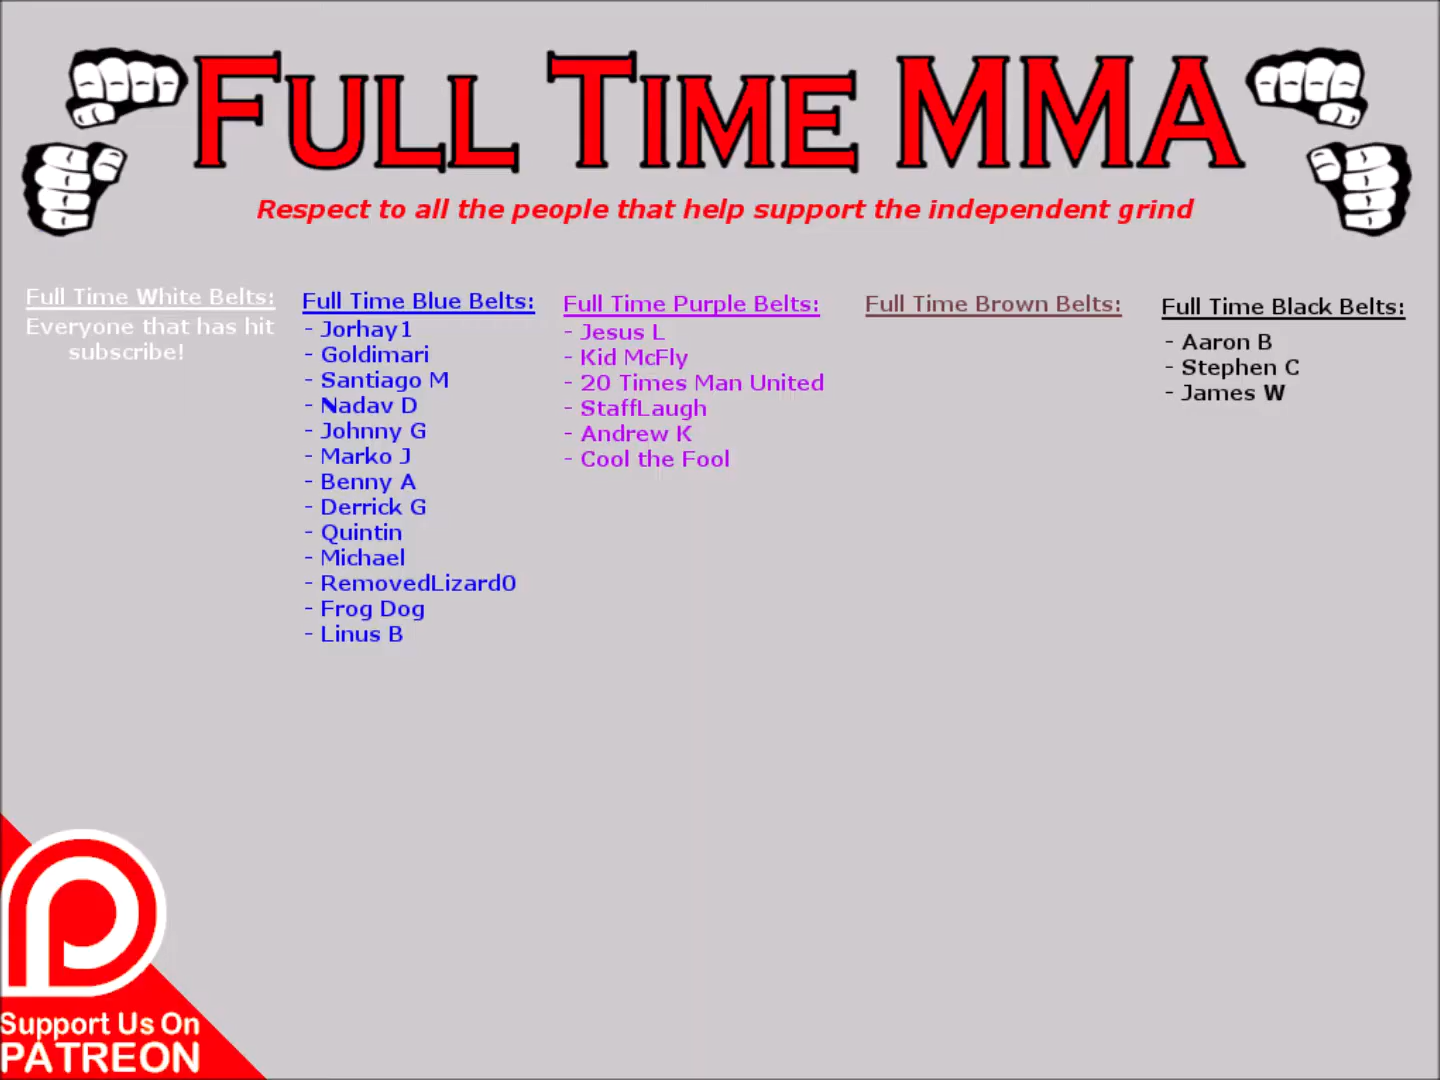 FULL TIME MMA
Respect to all the people that help support the independent grind
Full Time White Belts:
Everyone that has hit
subscribe!
Full Time Blue Belts:
- Jorhay1
- Goldimari
- Santiago M
- Nadav D
- Johnny G
- Marko J
- Benny A
- Derrick G
- Quintin
- Michael
- RemovedLizard0
- Frog Dog
- Linus B
Full Time Purple Belts:
- Jesus L
- Kid McFly
- 20 Times Man United
- StaffLaugh
- Andrew K
- Cool the Fool
Full Time Brown Belts:
Full Time Black Belts:
- Aaron B
- Stephen C
- James W
Support Us On
PATREON